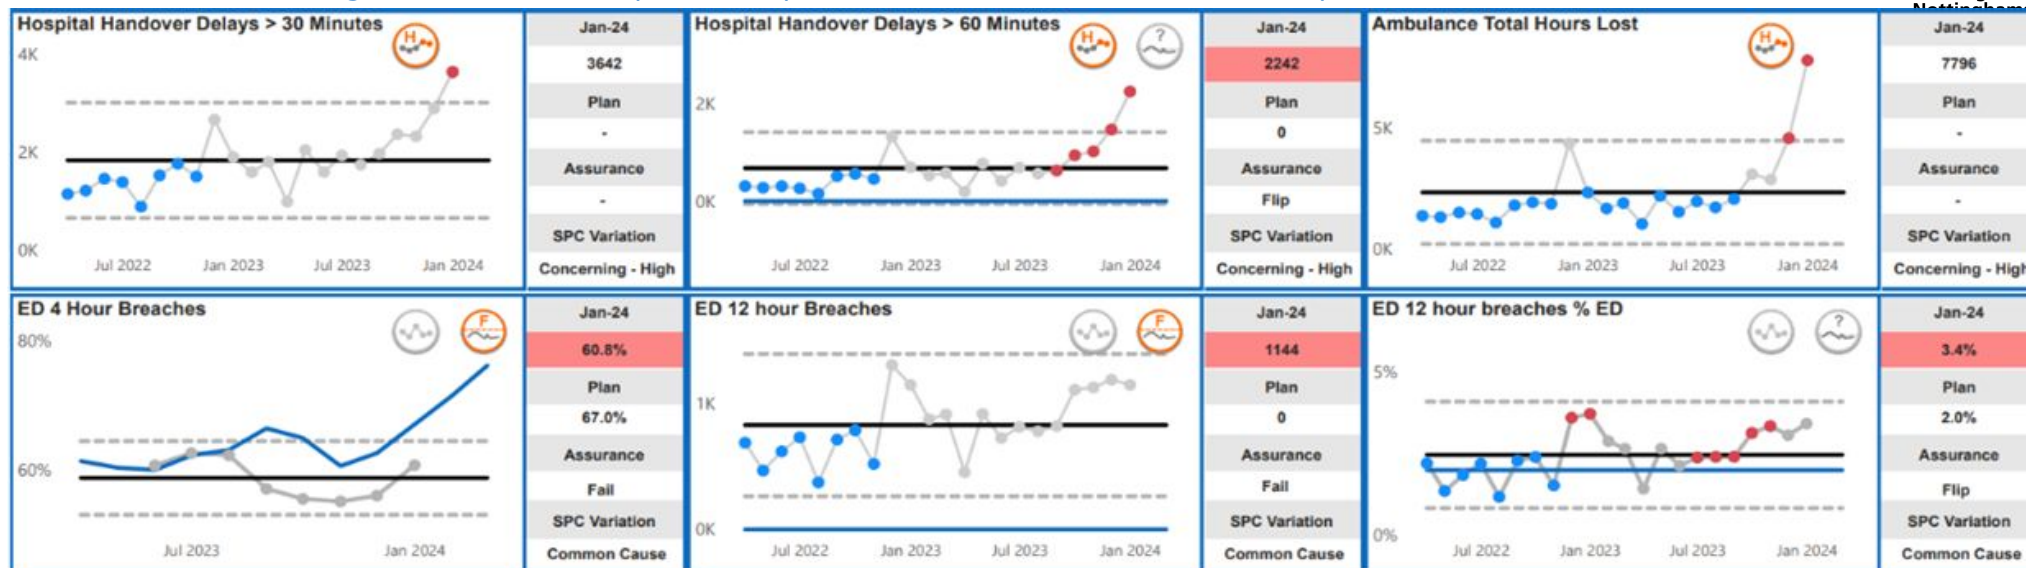 Hospital Handover Delays > 30 Minutes
H
4K
2K
0K
Jul 2022 Jan 2023 Jul 2023 Jan 2024
Jan-24
3642
Plan
-
Assurance
-
SPC Variation
Concerning - High
Hospital Handover Delays > 60 Minutes
H ?
2K
0K
Jul 2022 Jan 2023 Jul 2023 Jan 2024
Jan-24
2242
Plan
0
Assurance
Flip
SPC Variation
Concerning - High
Ambulance Total Hours Lost
H
5K
0K
Jul 2022 Jan 2023 Jul 2023 Jan 2024
Jan-24
7796
Plan
-
Assurance
-
SPC Variation
Concerning - High
ED 4 Hour Breaches
F
80%
60%
Jul 2023 Jan 2024
Jan-24
60.8%
Plan
67.0%
Assurance
Fail
SPC Variation
Common Cause
ED 12 hour Breaches
F
1K
0K
Jul 2022 Jan 2023 Jul 2023 Jan 2024
Jan-24
1144
Plan
0
Assurance
Fail
SPC Variation
Common Cause
ED 12 hour breaches % ED
?
5%
0%
Jul 2022 Jan 2023 Jul 2023 Jan 2024
Jan-24
3.4%
Plan
2.0%
Assurance
Flip
SPC Variation
Common Cause